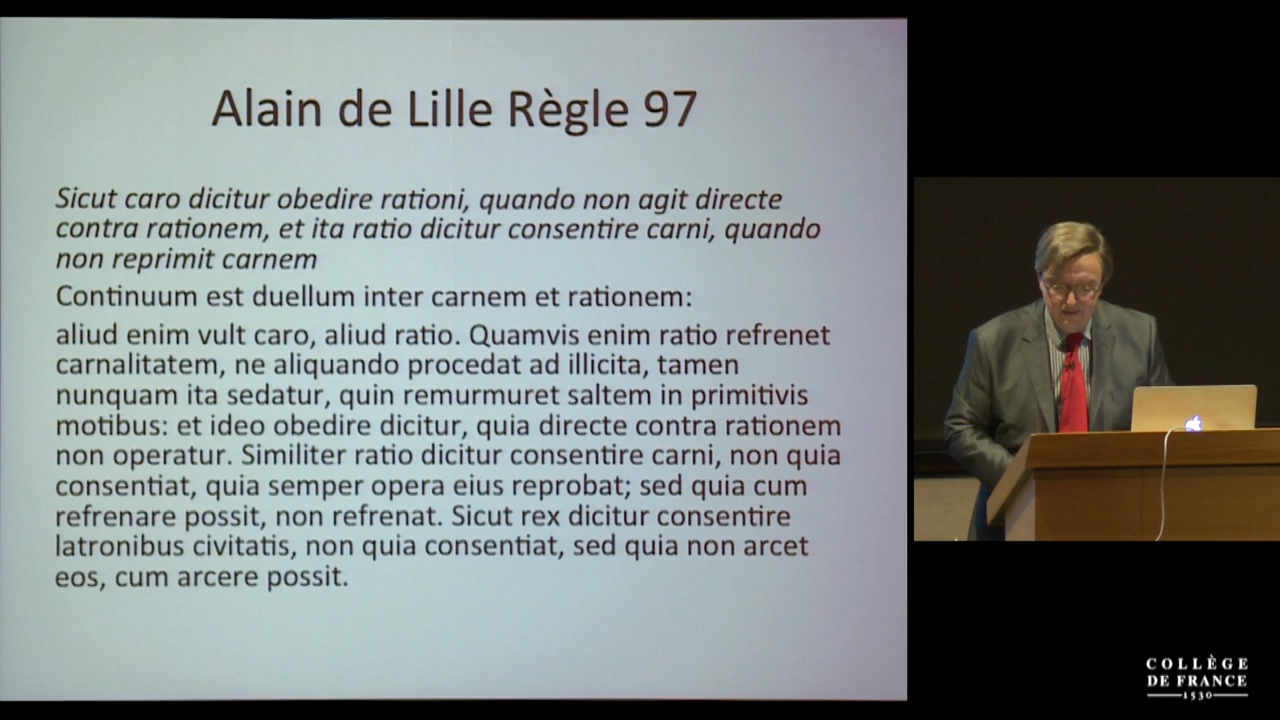 Alain de Lille Règle 97
Sicut caro dicitur obedire rationi, quando non agit directe
contra rationem, et ita ratio dicitur consentire carni, quando
non reprimit carnem
Continuum est duellum inter carnem et rationem:
aliud enim vult caro, aliud ratio. Quamvis enim ratio refrenet
carnalitatem, ne aliquando procedat ad illicita, tamen
nunquam ita sedatur, quin remurmuret saltem in primitivis
motibus: et ideo obedire dicitur, quia directe contra rationem
non operatur. Similiter ratio dicitur consentire carni, non quia
consentiat, quia semper opera eius reprobat; sed quia cum
refrenare possit, non refrenat. Sicut rex dicitur consentire
latronibus civitatis, non quia consentiat, sed quia non arcet
eos, cum arcere possit.
COLLÈGE
DE FRANCE
1530